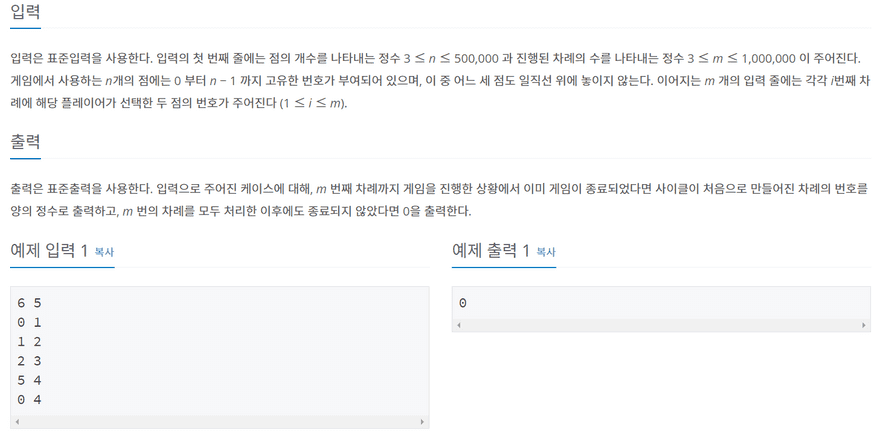 입력
입력은 표준입력을 사용한다. 입력의 첫 번째 줄에는 점의 개수를 나타내는 정수 3 ≤ n ≤ 500,000 과 진행된 차례의 수를 나타내는 정수 3 ≤ m ≤ 1,000,000 이 주어진다.
게임에서 사용하는 n개의 점에는 0 부터 n − 1 까지 고유한 번호가 부여되어 있으며, 이 중 어느 세 점도 일직선 위에 놓이지 않는다. 이어지는 m 개의 입력 줄에는 각각 i번째 차
례에 해당 플레이어가 선택한 두 점의 번호가 주어진다 (1 ≤ i ≤ m).
출력
출력은 표준출력을 사용한다. 입력으로 주어진 케이스에 대해, m 번째 차례까지 게임을 진행한 상황에서 이미 게임이 종료되었다면 사이클이 처음으로 만들어진 차례의 번호를
양의 정수로 출력하고, m 번의 차례를 모두 처리한 이후에도 종료되지 않았다면 0을 출력한다.
예제 입력 1 복사
6 5
0 1
1 2
2 3
5 4
0 4
예제 출력 1 복사
0